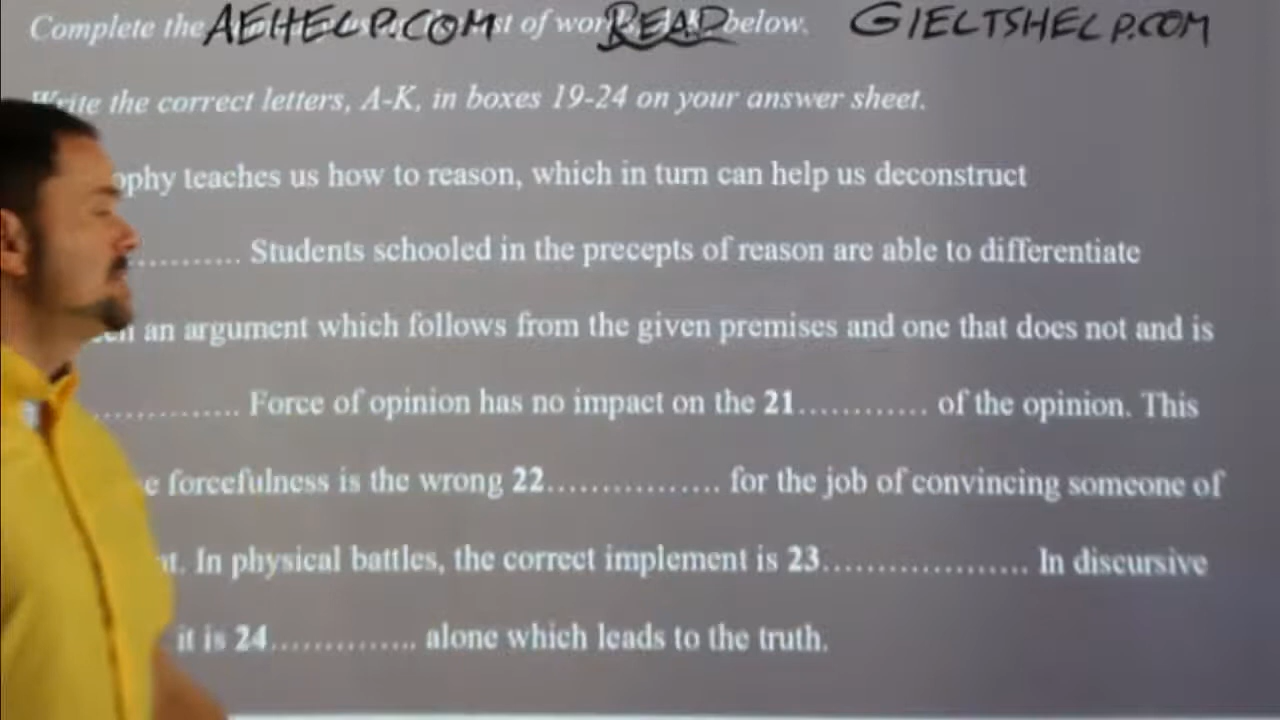 Complete the AEHELP.COM list of words READ below. GIELTSHELP.COM
Write the correct letters, A-K, in boxes 19-24 on your answer sheet.
ophy teaches us how to reason, which in turn can help us deconstruct
............ Students schooled in the precepts of reason are able to differentiate
en an argument which follows from the given premises and one that does not and is
............. Force of opinion has no impact on the 21............ of the opinion. This
e forcefulness is the wrong 22................ for the job of convincing someone of
nt. In physical battles, the correct implement is 23................... In discursive
it is 24.............. alone which leads to the truth.